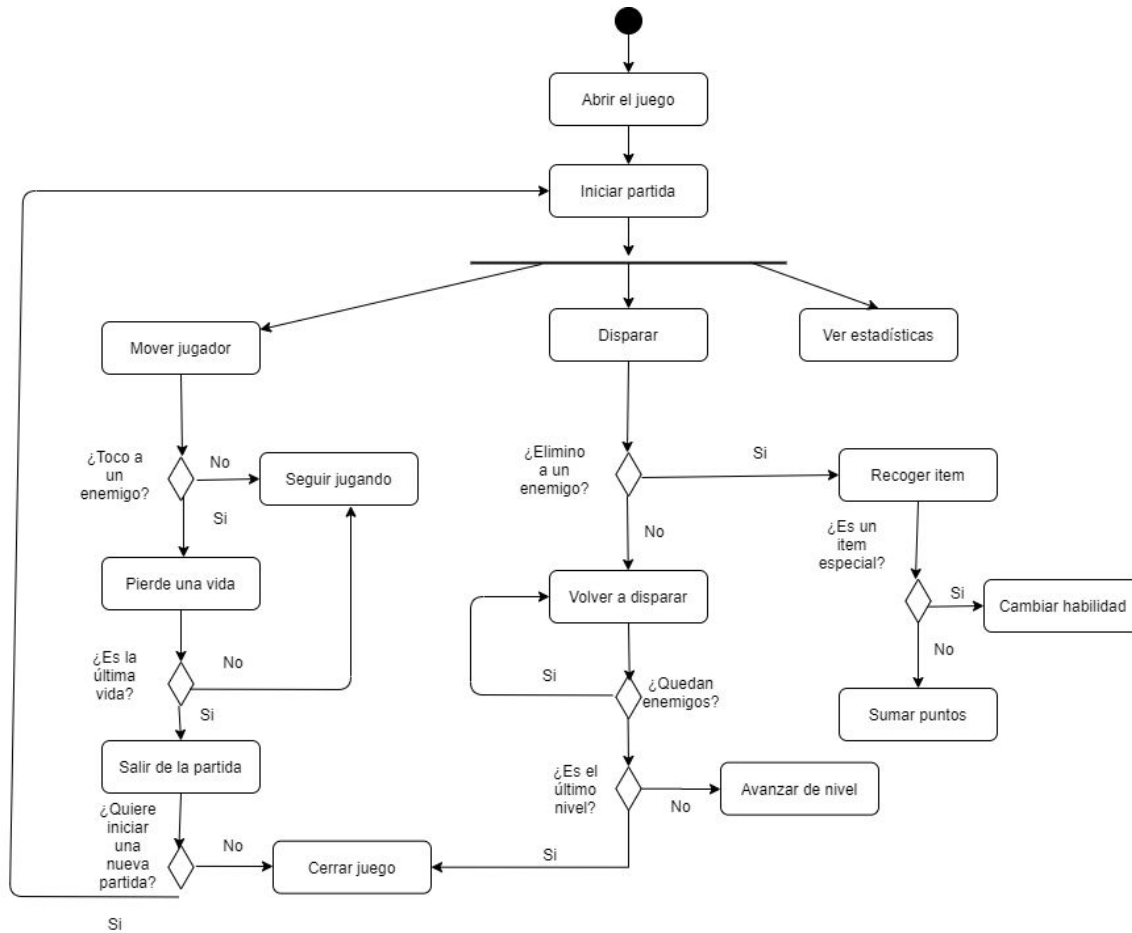 Abrir el juego
Iniciar partida
Mover jugador
Disparar
Ver estadísticas
¿Toco a
un
enemigo?
No
Seguir jugando
Si
Pierde una vida
¿Es la
última
vida?
No
Si
Salir de la partida
¿Quiere
iniciar
una
nueva
partida?
No
Cerrar juego
Si
¿Elimino
a un
enemigo?
Si
Recoger item
No
¿Es un
item
especial?
Si
Cambiar habilidad
No
Sumar puntos
Volver a disparar
Si
¿Quedan
enemigos?
¿Es el
último
nivel?
No
Avanzar de nivel
Si